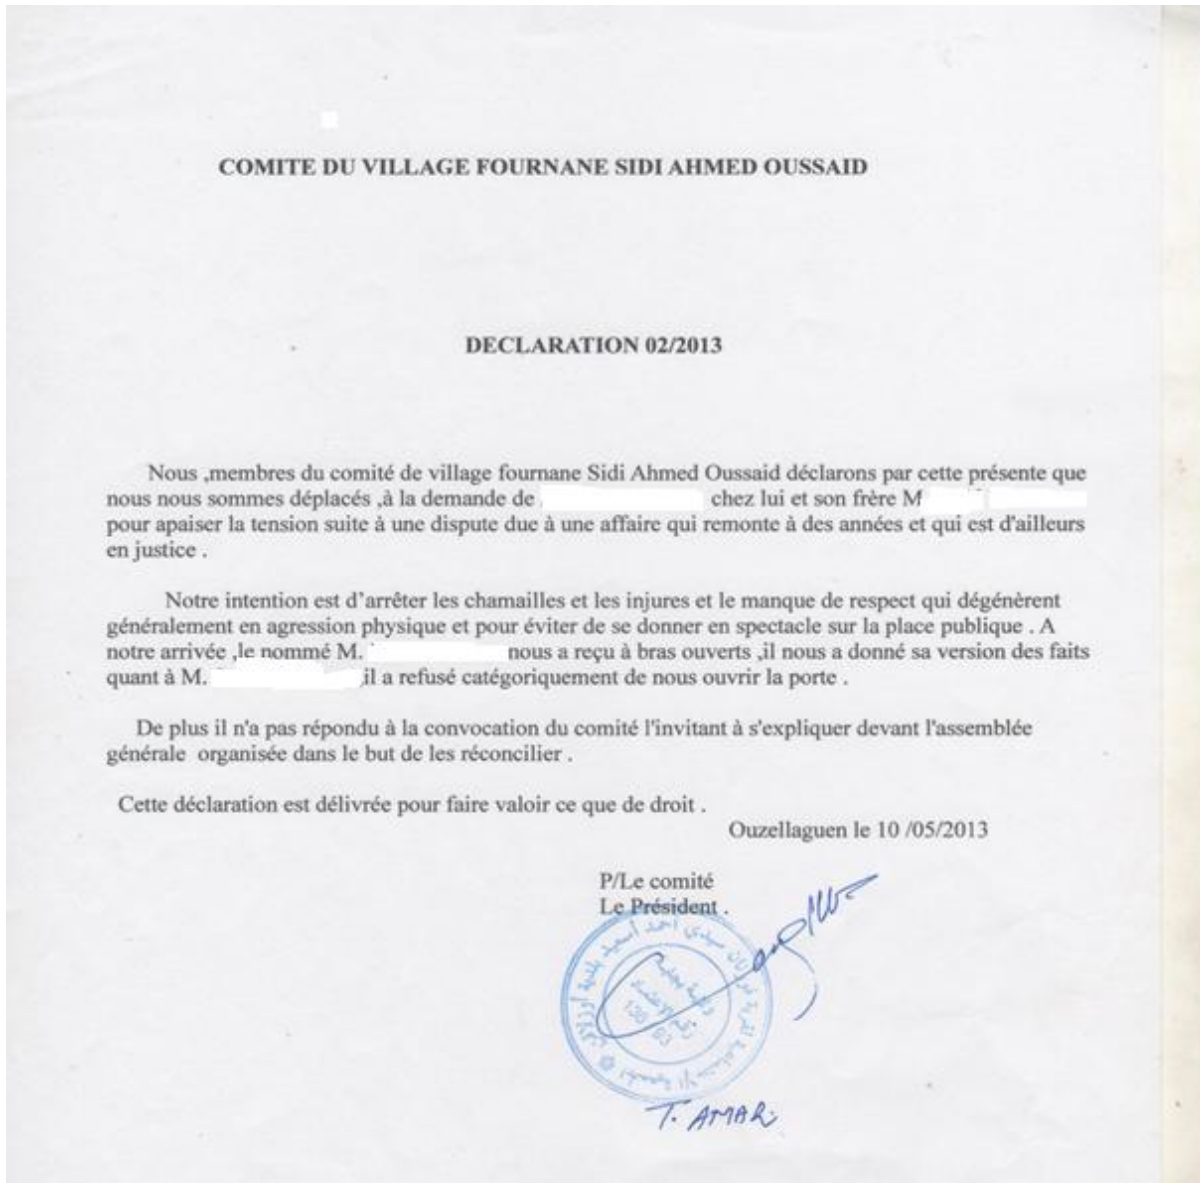 COMITE DU VILLAGE FOURNANE SIDI AHMED OUSSAID
DECLARATION 02/2013
Nous ,membres du comité de village fournane Sidi Ahmed Oussaid déclarons par cette présente que
nous nous sommes déplacés ,à la demande de chez lui et son frère M
pour apaiser la tension suite à une dispute due à une affaire qui remonte à des années et qui est d'ailleurs
en justice .
Notre intention est d’arrêter les chamailles et les injures et le manque de respect qui dégénèrent
généralement en agression physique et pour éviter de se donner en spectacle sur la place publique . A
notre arrivée ,le nommé M. nous a reçu à bras ouverts ,il nous a donné sa version des faits
quant à M. ,il a refusé catégoriquement de nous ouvrir la porte .
De plus il n'a pas répondu à la convocation du comité l'invitant à s'expliquer devant l'assemblée
générale organisée dans le but de les réconcilier .
Cette déclaration est délivrée pour faire valoir ce que de droit .
Ouzellaguen le 10 /05/2013
P/Le comité
Le Président .
سيدي احمد اسعيد بلدية
ولاية بجاية
رقم الاعتماد
T. AMAR